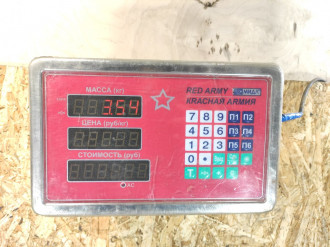 МАССА (кг)
354
ЦЕНА (руб/кг)
СТОИМОСТЬ (руб)
AC
RED ARMY
КРАСНАЯ АРМИЯ
7 8 9 П1 П2
4 5 6 П3 П4
1 2 3 П5 П6
0
T